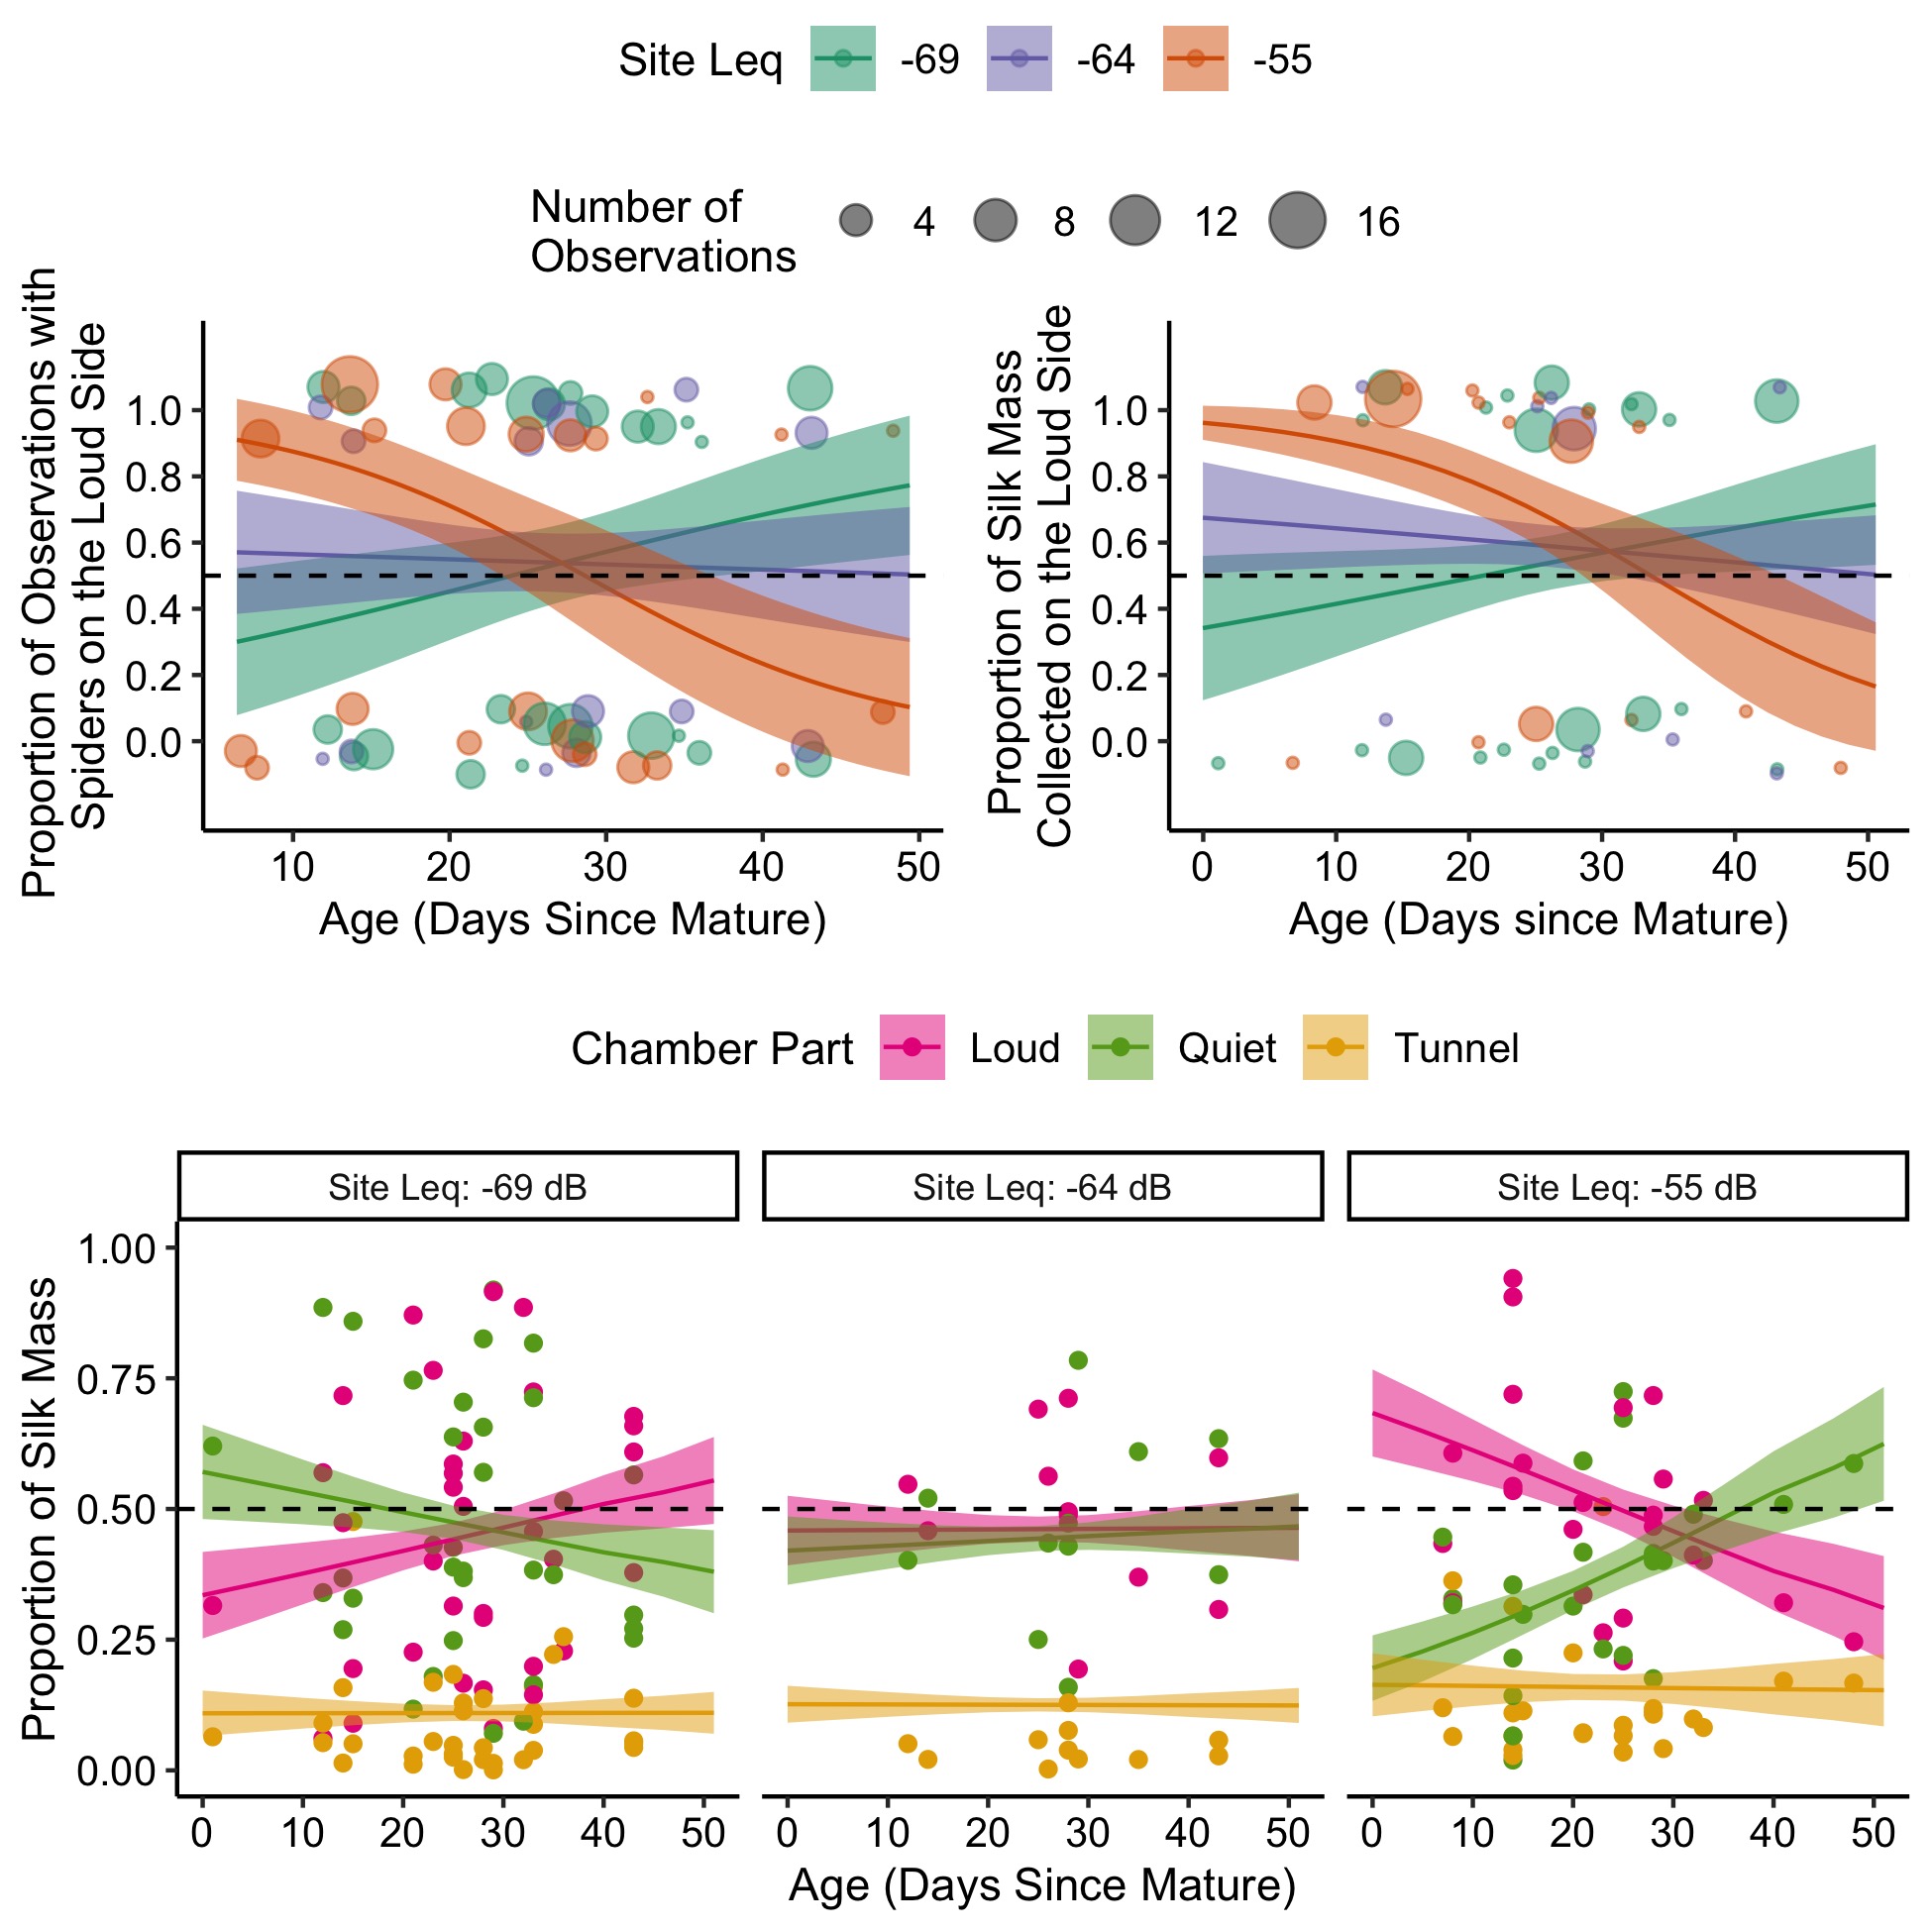 Site Leq -69 -64 -55
Number of
Observations
4 8 12 16
Proportion of Observations with
Spiders on the Loud Side
1.0
0.8
0.6
0.4
0.2
0.0
10 20 30 40 50
Age (Days Since Mature)
Proportion of Silk Mass
Collected on the Loud Side
1.0
0.8
0.6
0.4
0.2
0.0
0 10 20 30 40 50
Age (Days since Mature)
Chamber Part Loud Quiet Tunnel
Site Leq: -69 dB
Site Leq: -64 dB
Site Leq: -55 dB
Proportion of Silk Mass
1.00
0.75
0.50
0.25
0.00
0 10 20 30 40 50
0 10 20 30 40 50
0 10 20 30 40 50
Age (Days Since Mature)